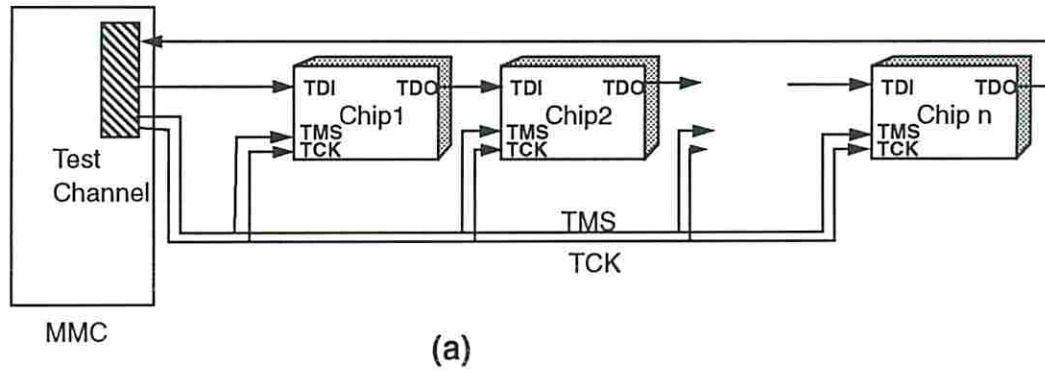 TDI
TDO
Chip1
TMS
TCK
TDI
TDO
Chip2
TMS
TCK
TDI
TDO
Chip n
TMS
TCK
Test
Channel
TMS
TCK
MMC
(a)